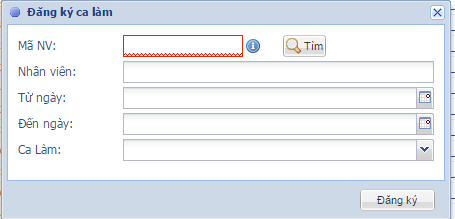 Đăng ký ca làm
Mã NV: Tìm
Nhân viên:
Từ ngày:
Đến ngày:
Ca Làm:
Đăng ký